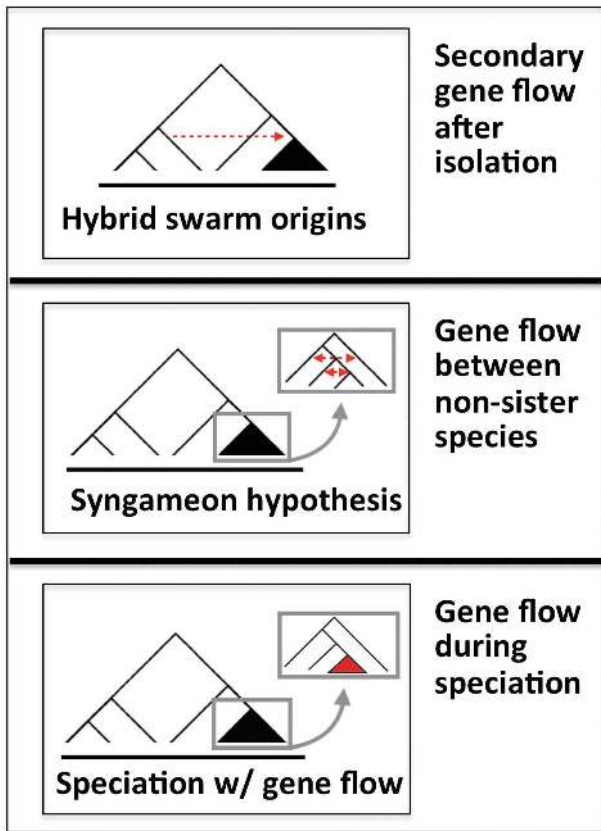 Secondary
gene flow
after
isolation
Hybrid swarm origins
Gene flow
between
non-sister
species
Syngameon hypothesis
Gene flow
during
speciation
Speciation w/ gene flow